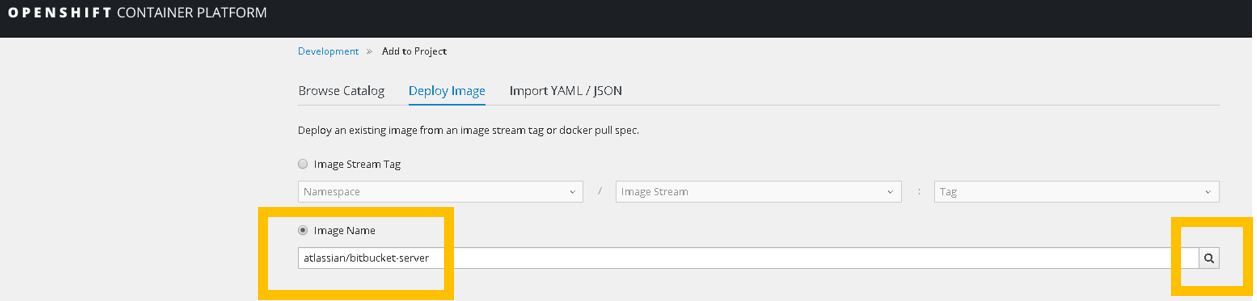 OPENSHIFT CONTAINER PLATFORM
Development » Add to Project
Browse Catalog Deploy Image Import YAML / JSON
Deploy an existing image from an image stream tag or docker pull spec.
Image Stream Tag
Namespace / Image Stream : Tag
Image Name
atlassian/bitbucket-server